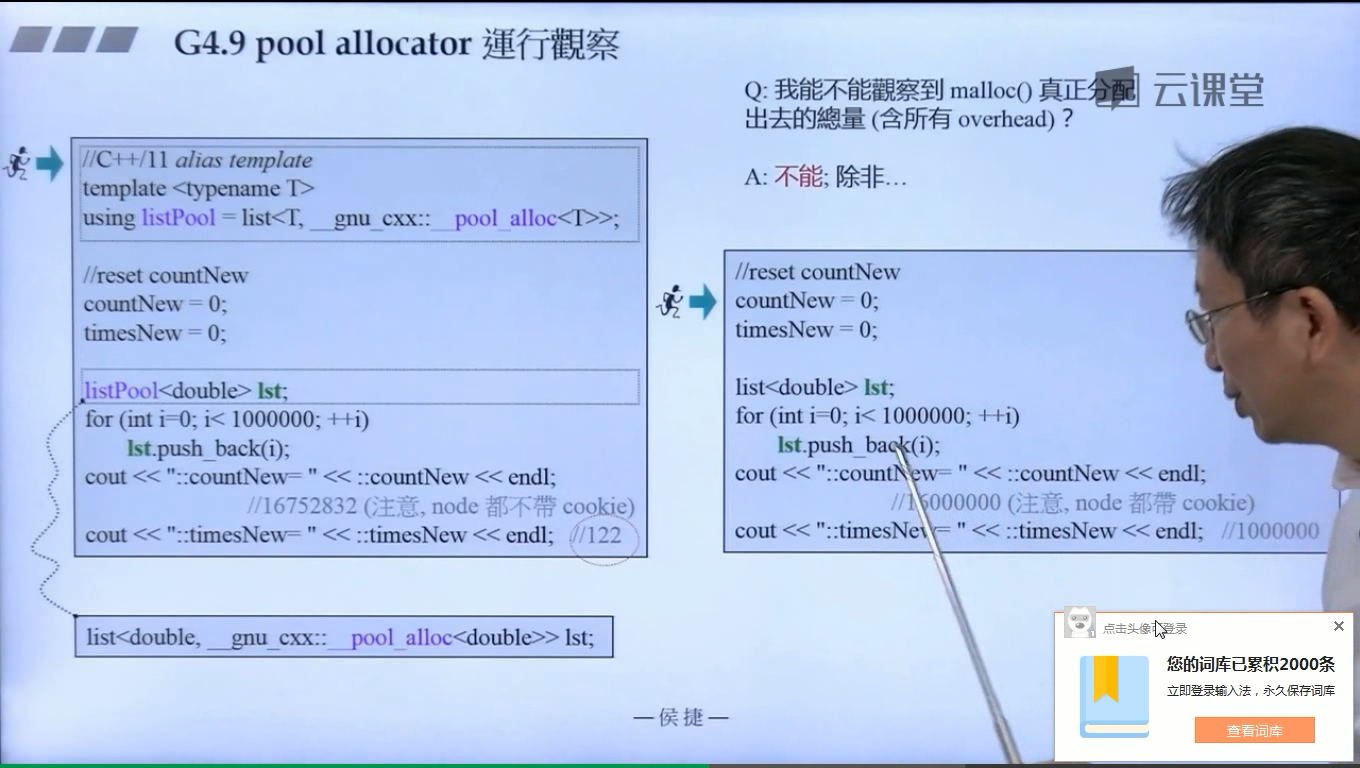 G4.9 pool allocator 運行觀察
云课堂
Q: 我能不能觀察到 malloc() 真正分配
出去的總量 (含所有 overhead)？
A: 不能; 除非…
//C++/11 alias template
template <typename T>
using listPool = list<T, __gnu_cxx::__pool_alloc<T>>;
//reset countNew
countNew = 0;
timesNew = 0;
listPool<double> lst;
for (int i=0; i< 1000000; ++i)
lst.push_back(i);
cout << "::countNew= " << ::countNew << endl;
//16752832 (注意, node 都不帶 cookie)
cout << "::timesNew= " << ::timesNew << endl; //122
list<double, __gnu_cxx::__pool_alloc<double>> lst;
//reset countNew
countNew = 0;
timesNew = 0;
list<double> lst;
for (int i=0; i< 1000000; ++i)
lst.push_back(i);
cout << "::countNew= " << ::countNew << endl;
//16000000 (注意, node 都帶 cookie)
cout << "::timesNew= " << ::timesNew << endl; //1000000
—侯捷—
点击头像可登录
您的词库已累积2000条
立即登录输入法，永久保存词库
查看词库